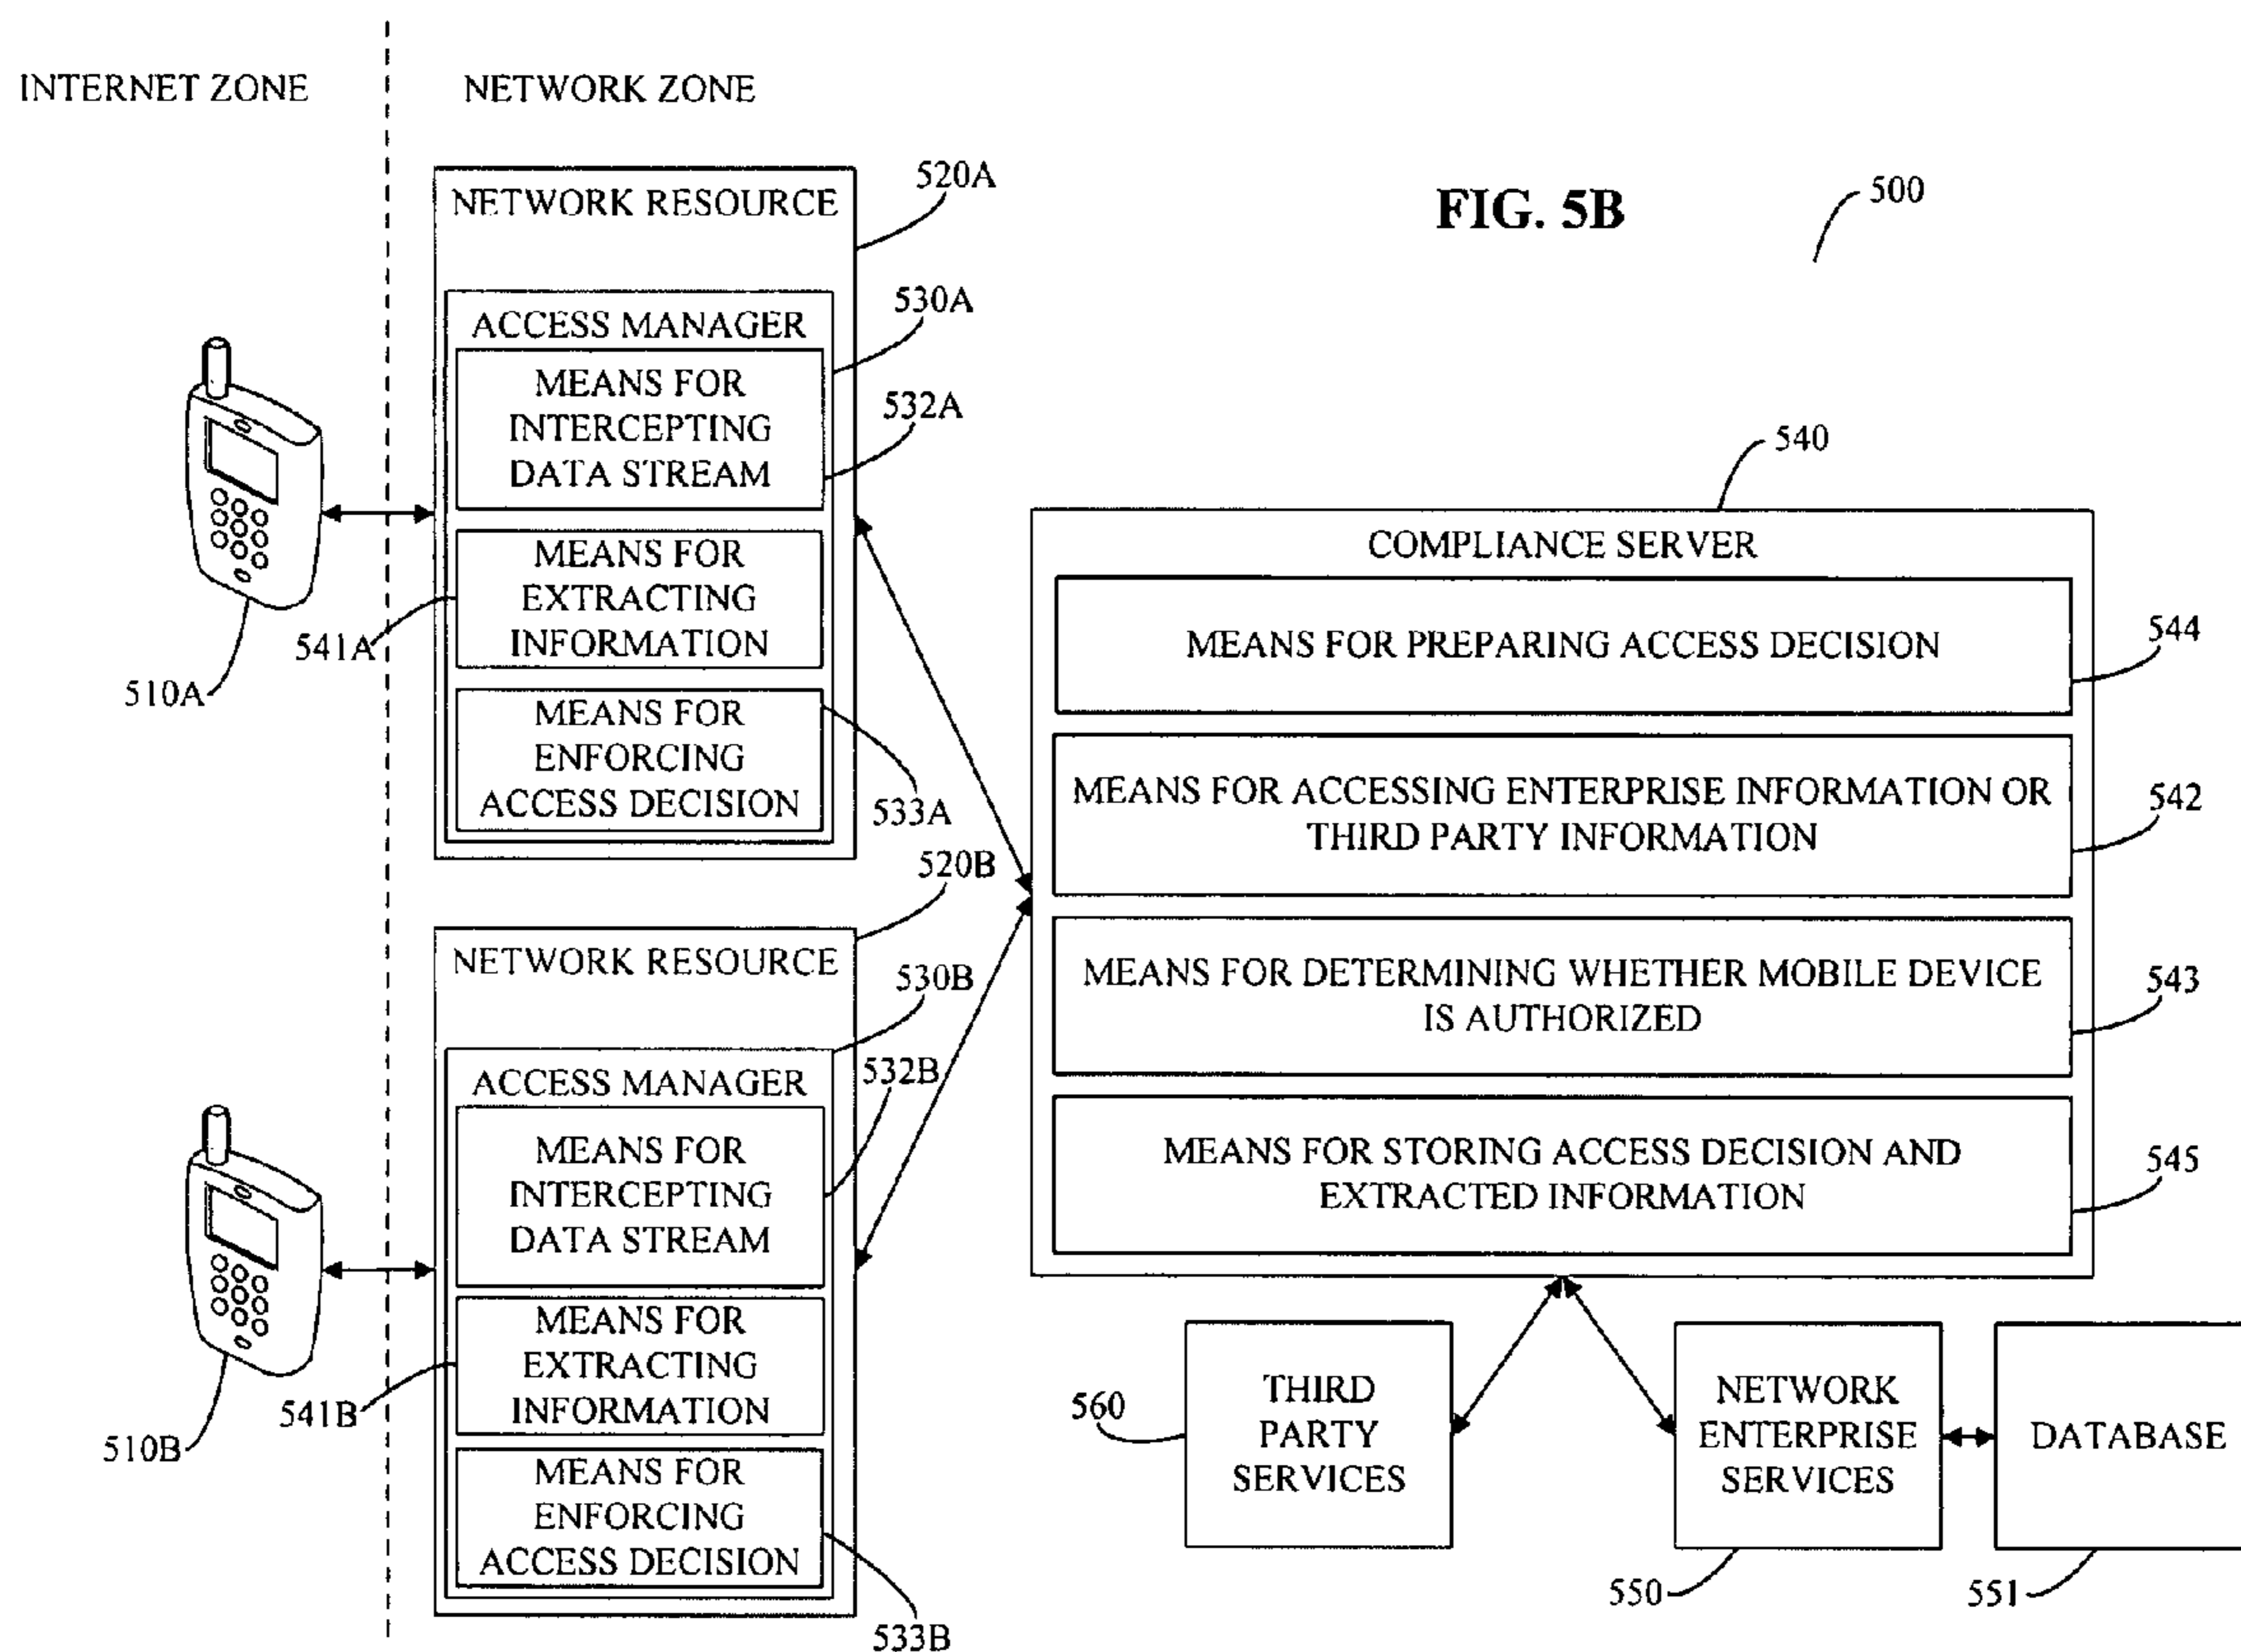 INTERNET ZONE
NETWORK ZONE
FIG. 5B
500
NETWORK RESOURCE
520A
ACCESS MANAGER
530A
MEANS FOR
INTERCEPTING
DATA STREAM
532A
MEANS FOR
EXTRACTING
INFORMATION
541A
MEANS FOR
ENFORCING
ACCESS DECISION
533A
510A
NETWORK RESOURCE
520B
ACCESS MANAGER
530B
MEANS FOR
INTERCEPTING
DATA STREAM
532B
MEANS FOR
EXTRACTING
INFORMATION
541B
MEANS FOR
ENFORCING
ACCESS DECISION
533B
510B
540
COMPLIANCE SERVER
MEANS FOR PREPARING ACCESS DECISION
544
MEANS FOR ACCESSING ENTERPRISE INFORMATION OR
THIRD PARTY INFORMATION
542
MEANS FOR DETERMINING WHETHER MOBILE DEVICE
IS AUTHORIZED
543
MEANS FOR STORING ACCESS DECISION AND
EXTRACTED INFORMATION
545
560
THIRD
PARTY
SERVICES
NETWORK
ENTERPRISE
SERVICES
550
DATABASE
551